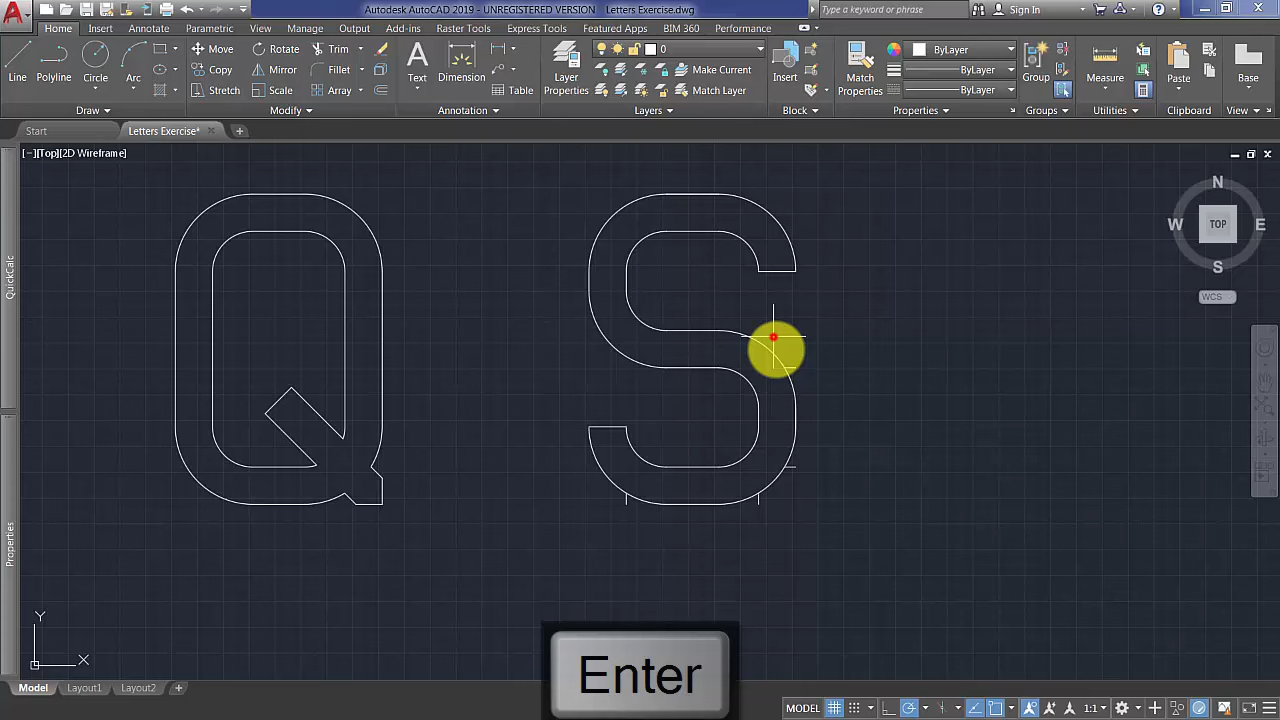 Autodesk AutoCAD 2019 - UNREGISTERED VERSION Letters Exercise.dwg
Type a keyword or phrase
Sign In
Home Insert Annotate Parametric View Manage Output Add-ins Raster Tools Express Tools Featured Apps BIM 360 Performance
Line Polyline Circle Arc
Move Rotate Trim
Copy Mirror Fillet
Stretch Scale Array
Text Dimension
Table
Layer Properties
0
Make Current
Match Layer
Insert
Match Properties
ByLayer
ByLayer
ByLayer
Group
Measure
Paste
Base
Draw Modify Annotation Layers Block Properties Groups Utilities Clipboard View
Start Letters Exercise*
[−][Top][2D Wireframe]
QuickCalc
Properties
N
W TOP E
S
WCS
Q S
Y
X
Enter
Model Layout1 Layout2
MODEL 1:1